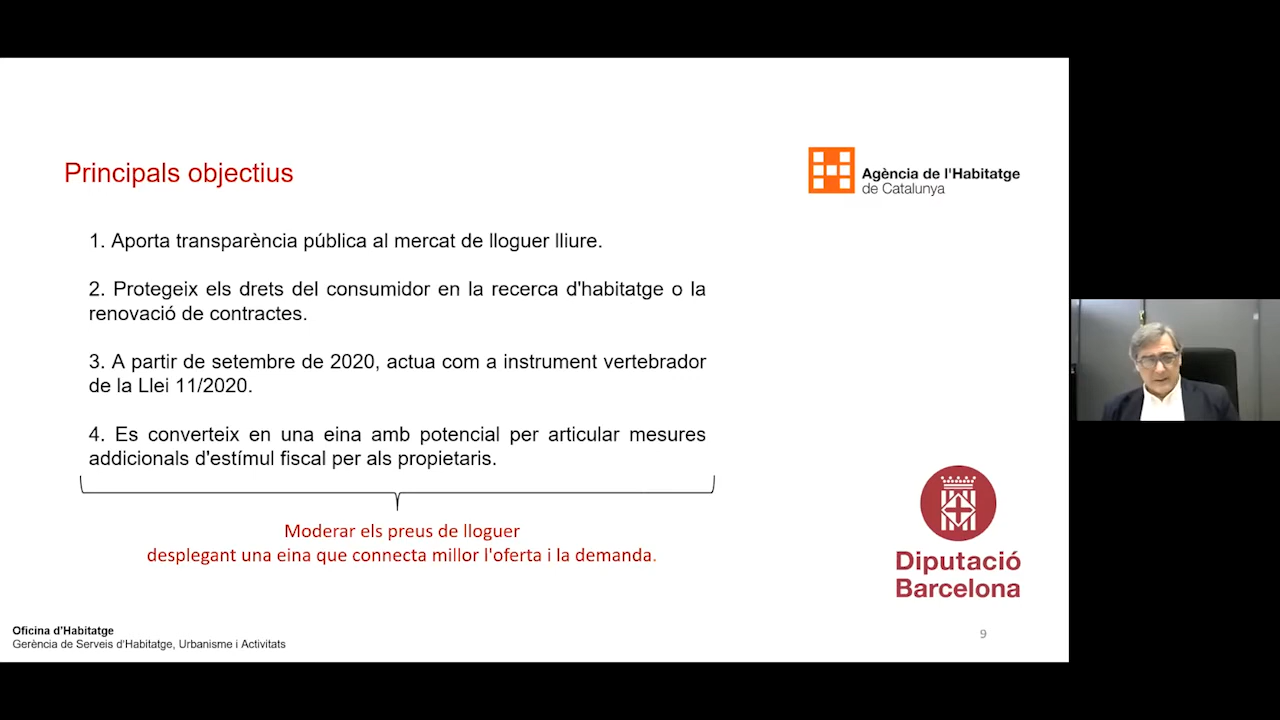 Principals objectius
Agència de l'Habitatge
de Catalunya
1. Aporta transparència pública al mercat de lloguer lliure.
2. Protegeix els drets del consumidor en la recerca d'habitatge o la
renovació de contractes.
3. A partir de setembre de 2020, actua com a instrument vertebrador
de la Llei 11/2020.
4. Es converteix en una eina amb potencial per articular mesures
addicionals d'estímul fiscal per als propietaris.
Moderar els preus de lloguer
desplegant una eina que connecta millor l'oferta i la demanda.
Diputació
Barcelona
Oficina d'Habitatge
Gerència de Serveis d'Habitatge, Urbanisme i Activitats
9